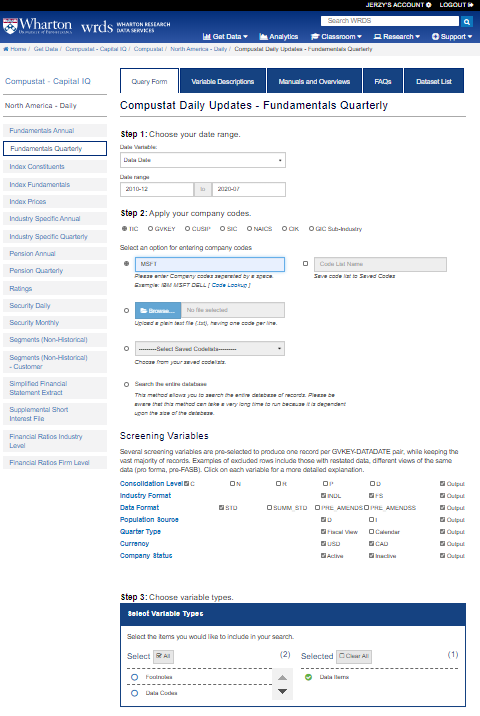 JERZY'S ACCOUNT LOGOUT
Wharton
UNIVERSITY of PENNSYLVANIA
wrds WHARTON RESEARCH DATA SERVICES
Search WRDS
Get Data Analytics Classroom Research Support
Home / Get Data / Compustat - Capital IQ / Compustat / North America - Daily / Compustat Daily Updates - Fundamentals Quarterly
Compustat - Capital IQ
North America - Daily
Fundamentals Annual
Fundamentals Quarterly
Index Constituents
Index Fundamentals
Index Prices
Industry Specific Annual
Industry Specific Quarterly
Pension Annual
Pension Quarterly
Ratings
Security Daily
Security Monthly
Segments (Non-Historical)
Segments (Non-Historical)
- Customer
Simplified Financial
Statement Extract
Supplemental Short
Interest File
Financial Ratios Industry
Level
Financial Ratios Firm Level
Query Form Variable Descriptions Manuals and Overviews FAQs Dataset List
Compustat Daily Updates - Fundamentals Quarterly
Step 1: Choose your date range.
Date Variable:
Data Date
Date range
2010-12 to 2020-07
Step 2: Apply your company codes.
TIC GVKEY CUSIP SIC NAICS CIK GIC Sub-Industry
Select an option for entering company codes
MSFT Code List Name
Please enter Company codes seperated by a space. Save code list to Saved Codes
Example: IBM MSFT DELL [ Code Lookup ]
Browse... No file selected
Upload a plain text file (.txt), having one code per line.
---------Select Saved Codelists---------
Choose from your saved codelists.
Search the entire database
This method allows you to search the entire database of records. Please be
aware that this method can take a very long time to run because it is dependent
upon the size of the database.
Screening Variables
Several screening variables are pre-selected to produce one record per GVKEY-DATADATE pair, while keeping the
vast majority of records. Examples of excluded rows include those with restated data, different views of the same
data (pro forma, pre-FASB). Click on each variable for a more detailed explanation.
Consolidation Level C N R P D Output
Industry Format INDL FS Output
Data Format STD SUMM_STD PRE_AMENDS PRE_AMENDSS Output
Population Source D I Output
Quarter Type Fiscal View Calendar Output
Currency USD CAD Output
Company Status Active Inactive Output
Step 3: Choose variable types.
Select Variable Types
Select the items you would like to include in your search.
Select All (2) Selected Clear All (1)
Footnotes Data Items
Data Codes